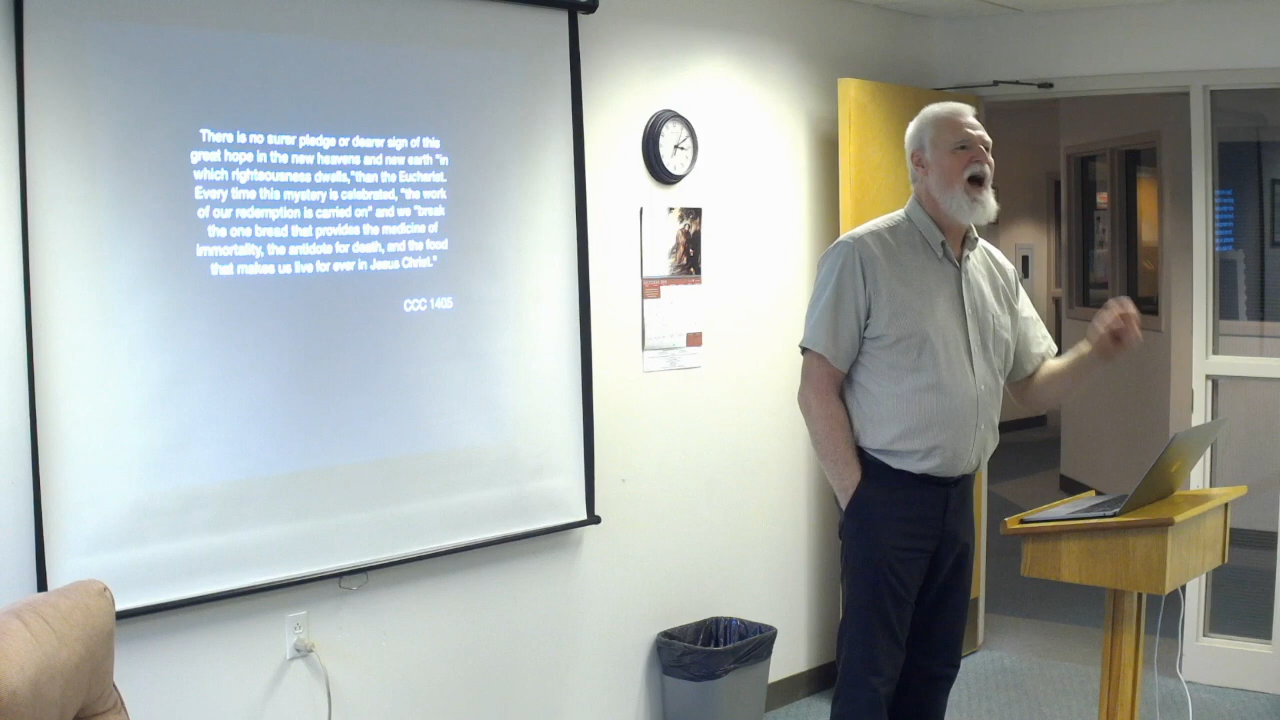 There is no surer pledge or dearer sign of this
great hope in the new heavens and new earth "in
which righteousness dwells,"than the Eucharist.
Every time this mystery is celebrated, "the work
of our redemption is carried on" and we "break
the one bread that provides the medicine of
immortality, the antidote for death, and the food
that makes us live for ever in Jesus Christ."
CCC 1405